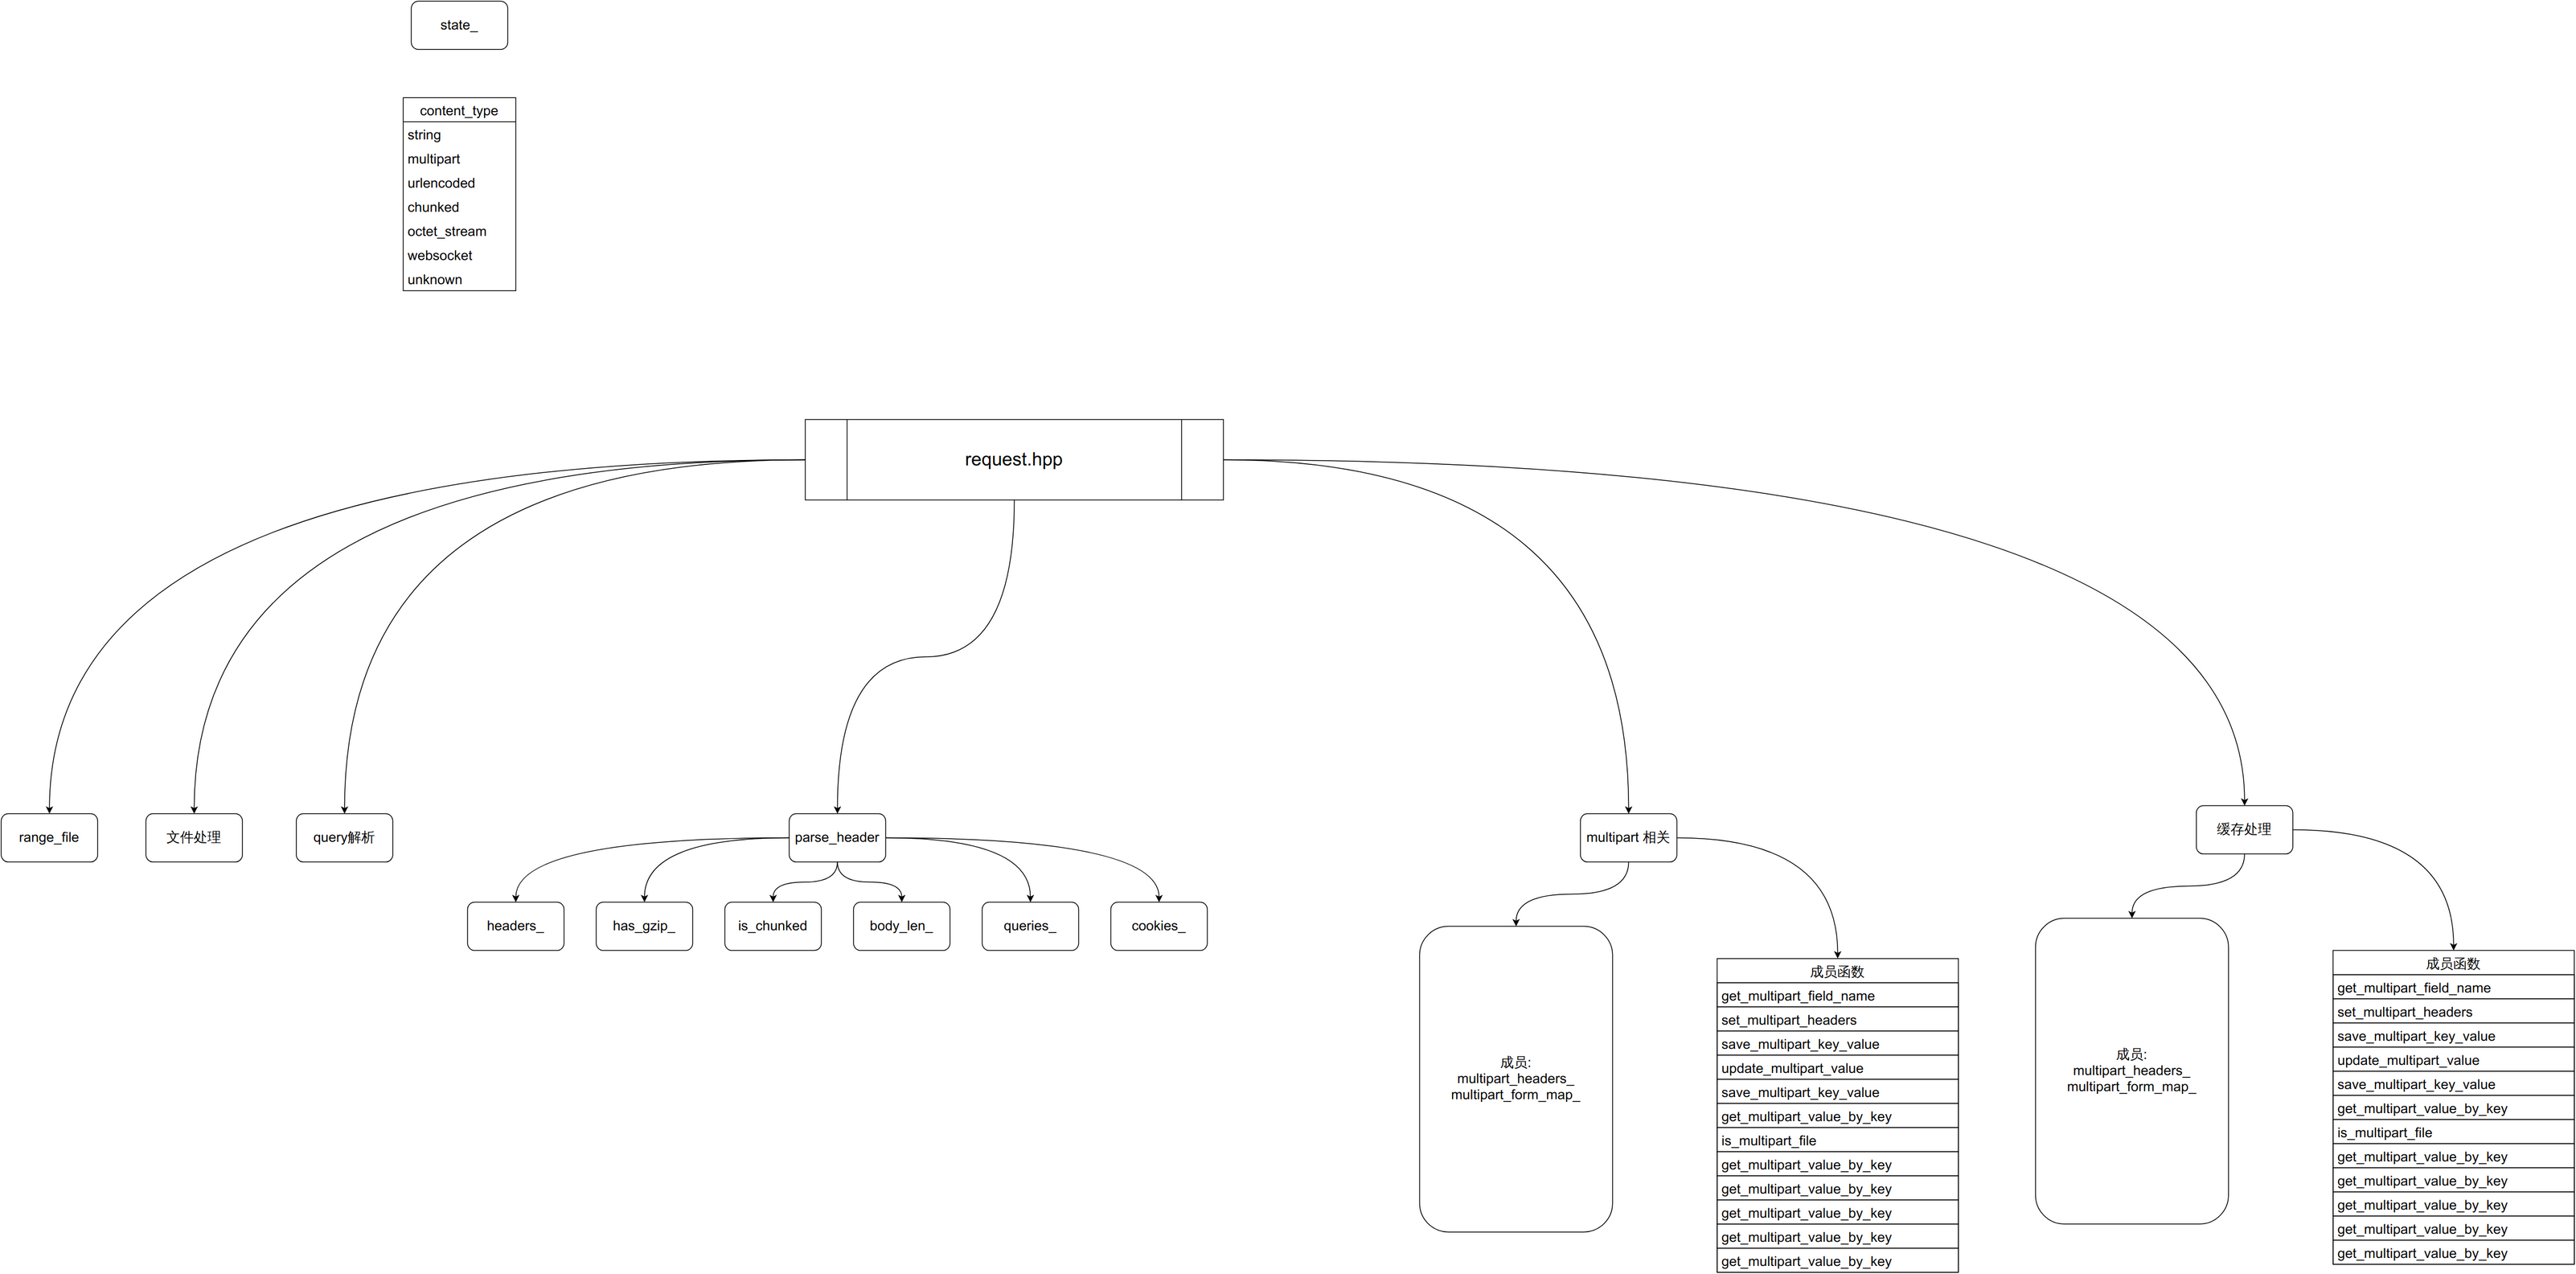 state_
content_type
string
multipart
urlencoded
chunked
octet_stream
websocket
unknown
request.hpp
range_file
文件处理
query解析
parse_header
multipart 相关
缓存处理
headers_
has_gzip_
is_chunked
body_len_
queries_
cookies_
成员:
multipart_headers_
multipart_form_map_
成员函数
get_multipart_field_name
set_multipart_headers
save_multipart_key_value
update_multipart_value
save_multipart_key_value
get_multipart_value_by_key
is_multipart_file
get_multipart_value_by_key
get_multipart_value_by_key
get_multipart_value_by_key
get_multipart_value_by_key
get_multipart_value_by_key
成员:
multipart_headers_
multipart_form_map_
成员函数
get_multipart_field_name
set_multipart_headers
save_multipart_key_value
update_multipart_value
save_multipart_key_value
get_multipart_value_by_key
is_multipart_file
get_multipart_value_by_key
get_multipart_value_by_key
get_multipart_value_by_key
get_multipart_value_by_key
get_multipart_value_by_key